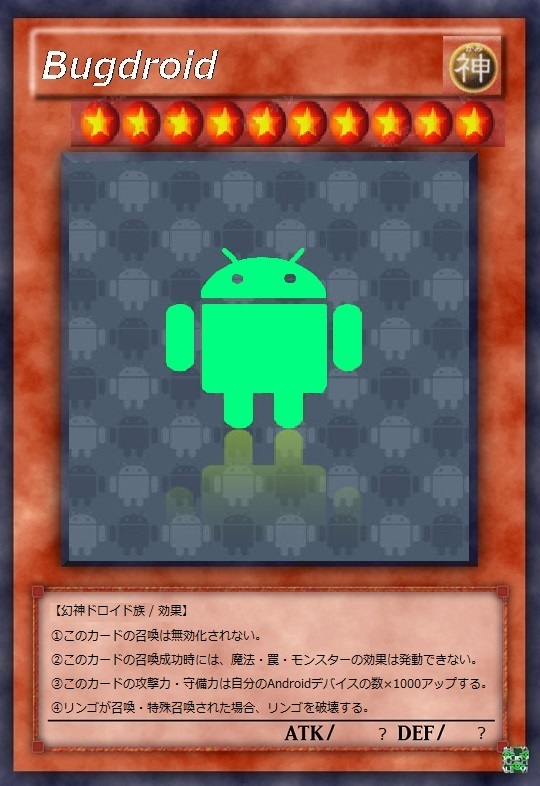 Bugdroid
かみ
神
【幻神ドロイド族 / 効果】
①このカードの召喚は無効化されない。
②このカードの召喚成功時には、魔法・罠・モンスターの効果は発動できない。
③このカードの攻撃力・守備力は自分のAndroidデバイスの数×1000アップする。
④リンゴが召喚・特殊召喚された場合、リンゴを破壊する。
ATK/ ? DEF/ ?